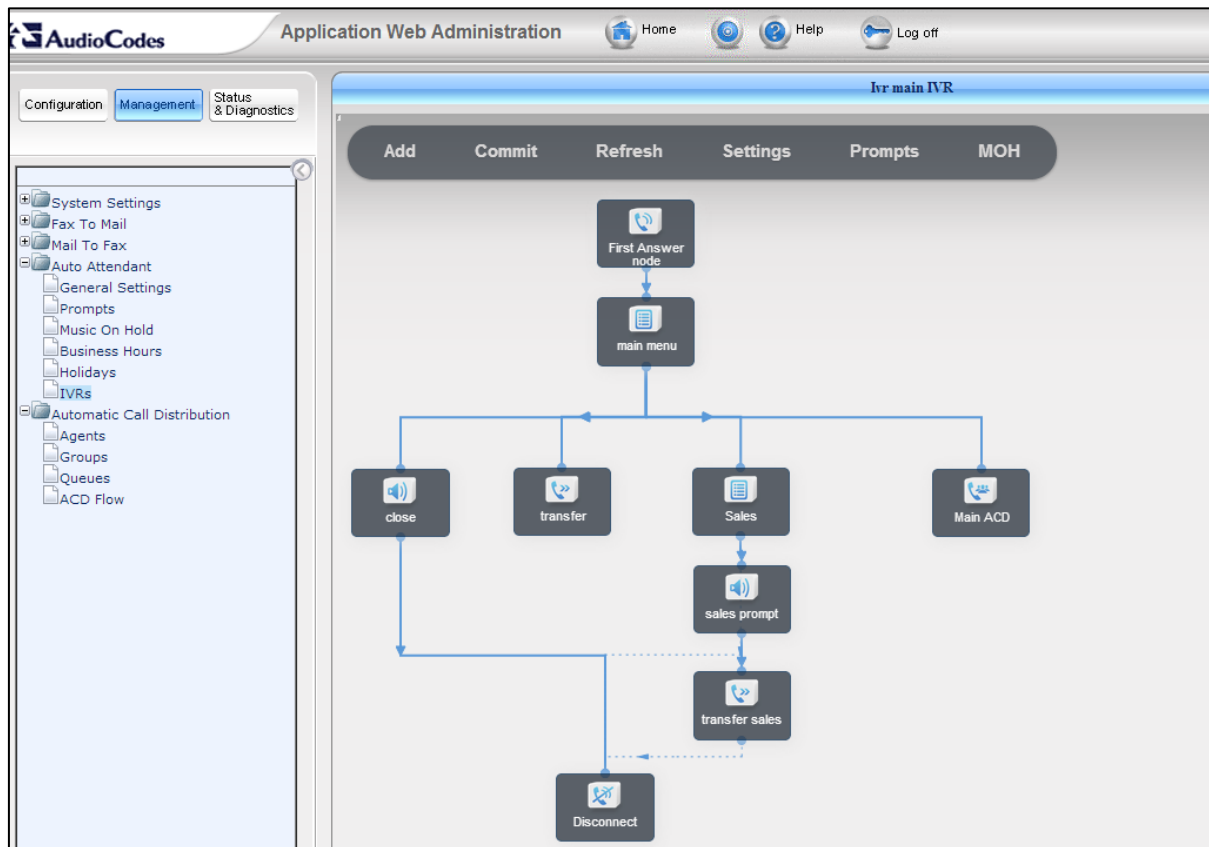 AudioCodes
Application Web Administration
Home
Help
Log off
Configuration
Management
Status
& Diagnostics
System Settings
Fax To Mail
Mail To Fax
Auto Attendant
General Settings
Prompts
Music On Hold
Business Hours
Holidays
IVRs
Automatic Call Distribution
Agents
Groups
Queues
ACD Flow
Ivr main IVR
Add
Commit
Refresh
Settings
Prompts
MOH
First Answer
node
main menu
close
transfer
Sales
Main ACD
sales prompt
transfer sales
Disconnect